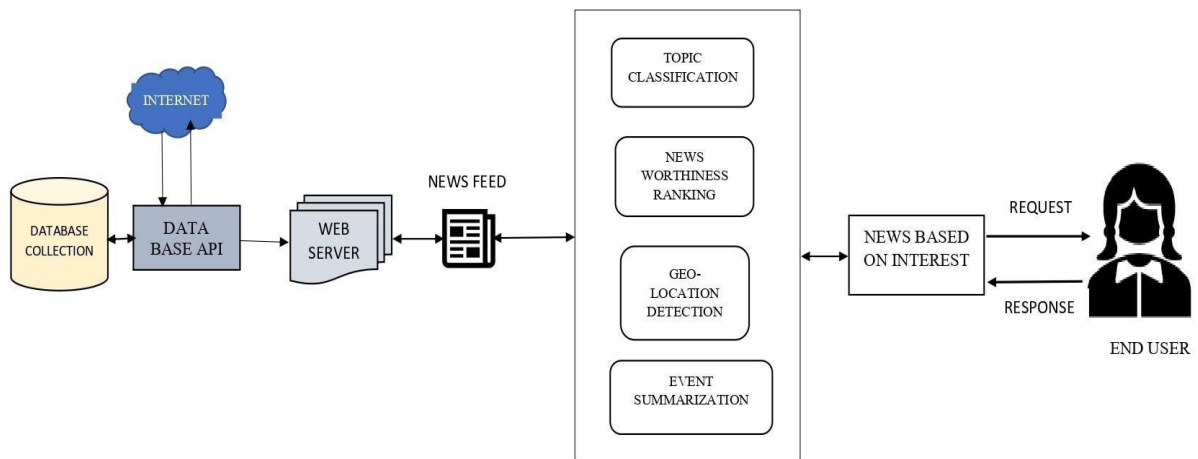 INTERNET
DATABASE
COLLECTION
DATA
BASE API
WEB
SERVER
NEWS FEED
TOPIC
CLASSIFICATION
NEWS
WORTHINESS
RANKING
GEO-
LOCATION
DETECTION
EVENT
SUMMARIZATION
NEWS BASED
ON INTEREST
REQUEST
RESPONSE
END USER